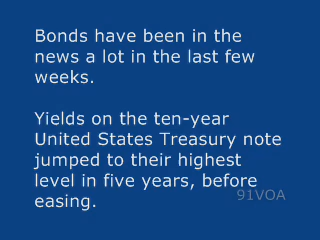 Bonds have been in the
news a lot in the last few
weeks.
Yields on the ten-year
United States Treasury note
jumped to their highest
level in five years, before
easing.
91VOA